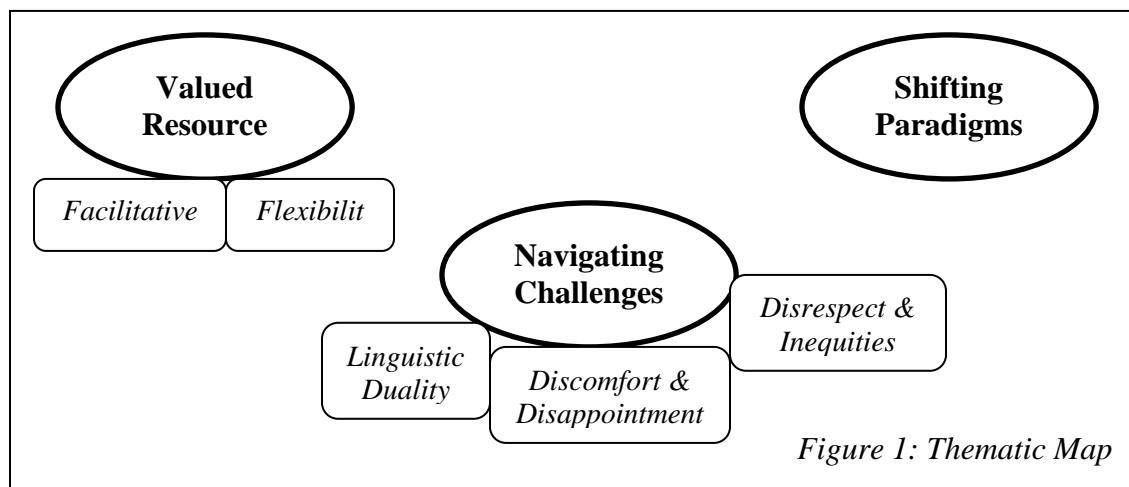 Valued
Resource
Shifting
Paradigms
Facilitative
Flexibilit
Navigating
Challenges
Disrespect &
Inequities
Linguistic
Duality
Discomfort &
Disappointment
Figure 1: Thematic Map